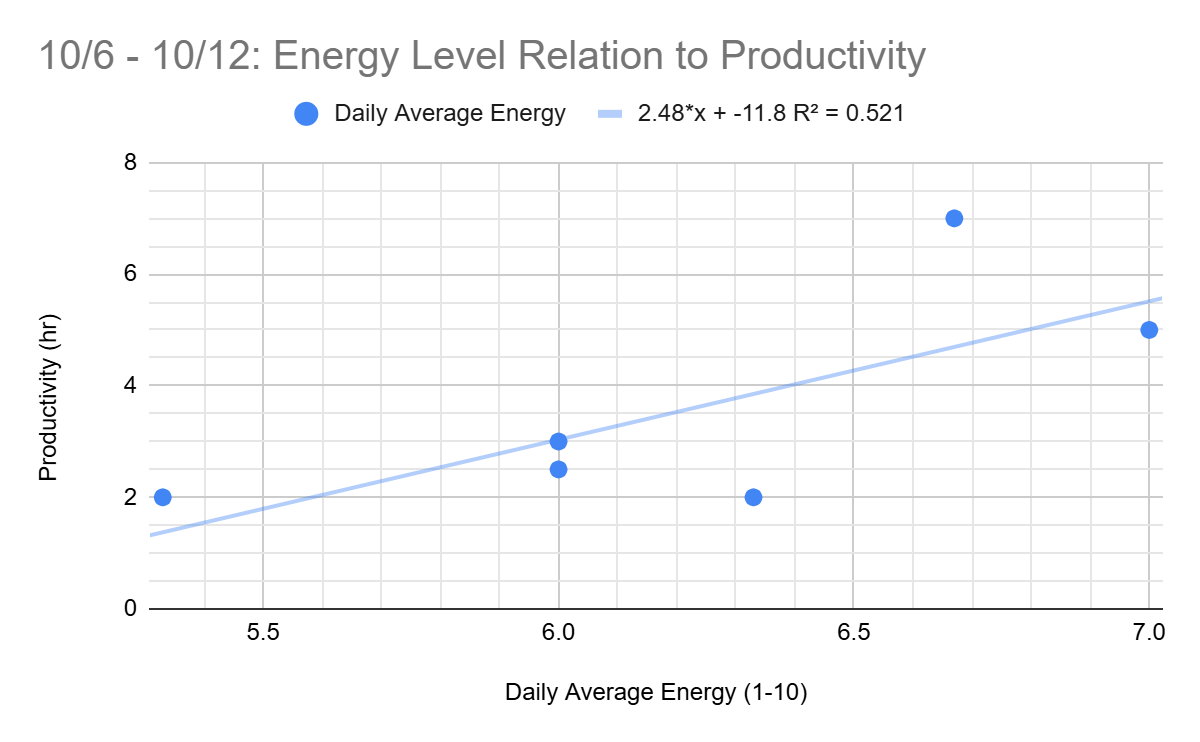 10/6 - 10/12: Energy Level Relation to Productivity
Daily Average Energy
2.48*x + -11.8 R² = 0.521
8
6
4
2
0
Productivity (hr)
5.5
6.0
6.5
7.0
Daily Average Energy (1-10)